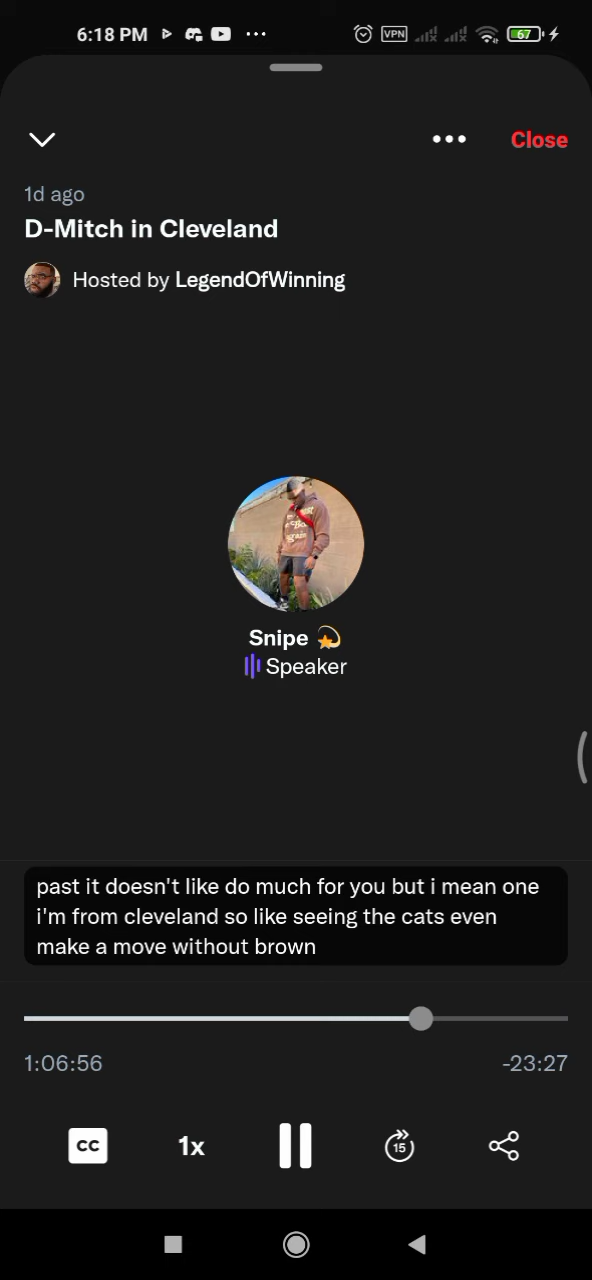 6:18 PM
VPN
67
Close
1d ago
D-Mitch in Cleveland
Hosted by LegendOfWinning
Snipe 💫
Speaker
past it doesn't like do much for you but i mean one
i'm from cleveland so like seeing the cats even
make a move without brown
1:06:56
-23:27
CC
1x
15